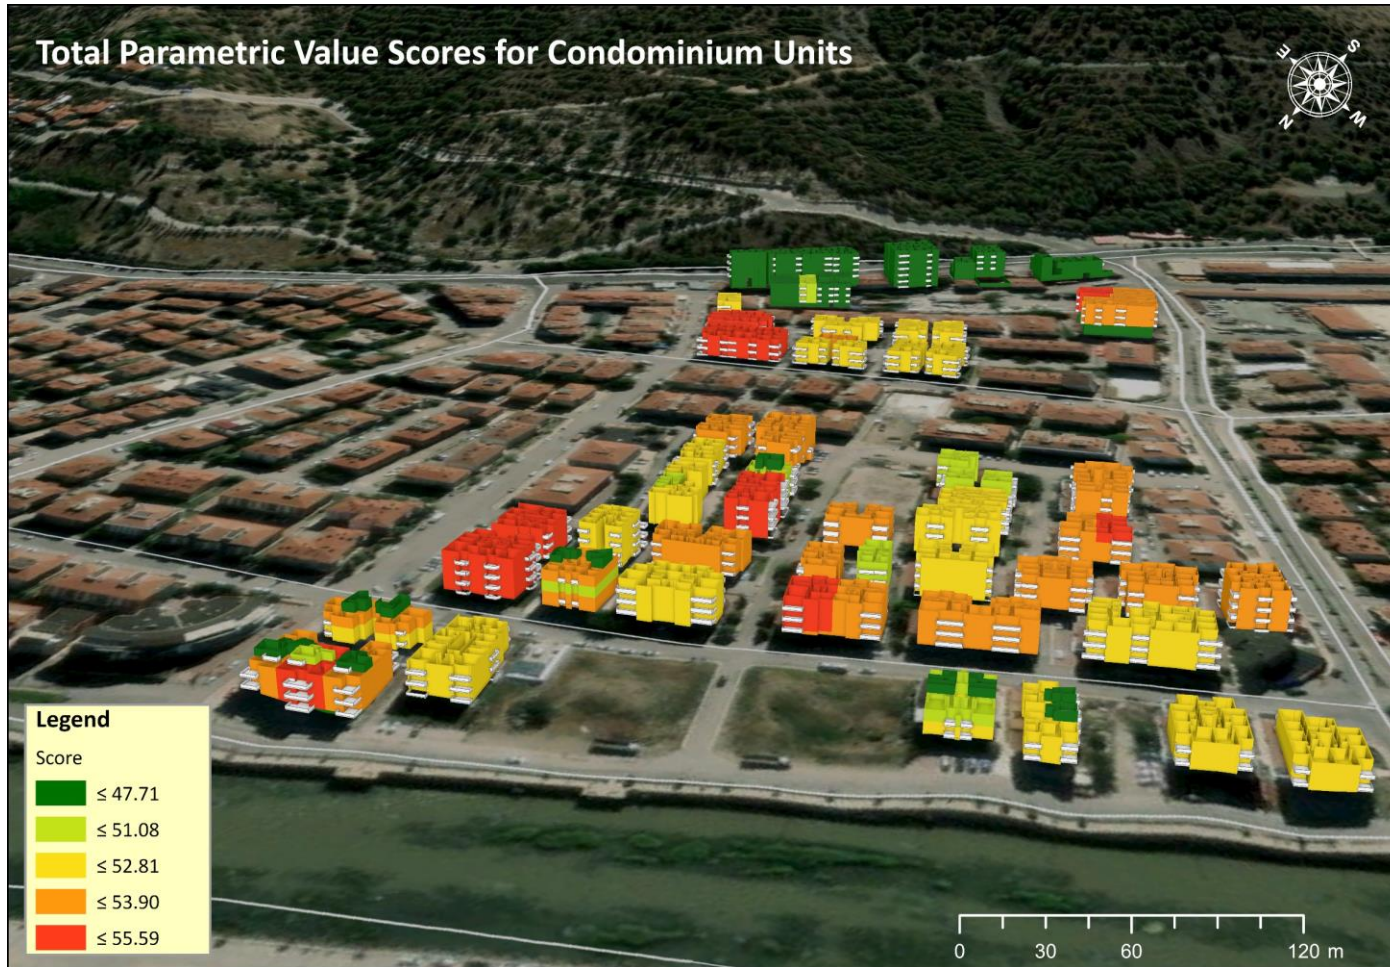 Total Parametric Value Scores for Condominium Units
E S
N W
Legend
Score
≤ 47.71
≤ 51.08
≤ 52.81
≤ 53.90
≤ 55.59
0 30 60 120 m